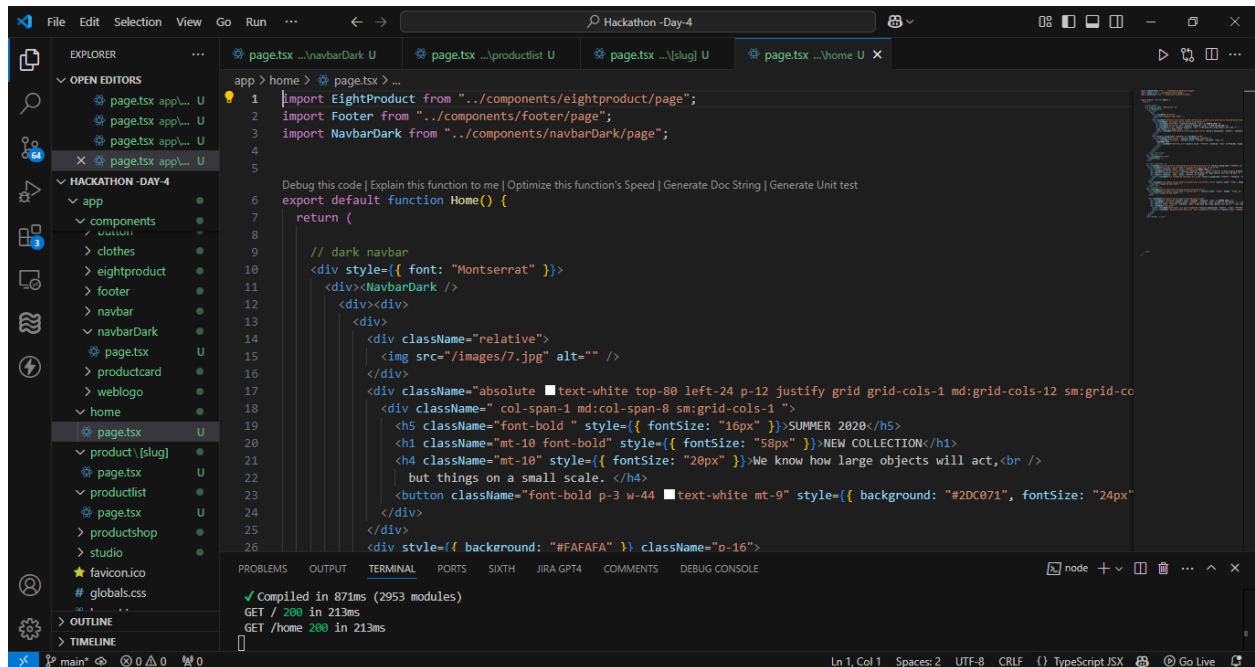 File Edit Selection View Go Run ...
Hackathon -Day-4
EXPLORER
OPEN EDITORS
page.tsx app\... U
page.tsx app\... U
page.tsx app\... U
page.tsx app\... U
HACKATHON -DAY-4
app
components
button
clothes
eightproduct
footer
navbar
navbarDark
page.tsx U
productcard
weblogo
home
page.tsx U
product\[slug]
page.tsx U
productlist
page.tsx U
productshop
studio
favicon.ico
# globals.css
OUTLINE
TIMELINE
64
3
page.tsx ...\navbarDark U page.tsx ...\productlist U page.tsx ...\[slug] U page.tsx ...\home U
app > home > page.tsx > ...
1 import EightProduct from "../components/eightproduct/page";
2 import Footer from "../components/footer/page";
3 import NavbarDark from "../components/navbarDark/page";
4
5
Debug this code | Explain this function to me | Optimize this function's Speed | Generate Doc String | Generate Unit test
6 export default function Home() {
7 return (
8
9 // dark navbar
10 <div style={{ font: "Montserrat" }}>
11 <div><NavbarDark />
12 <div><div>
13 <div>
14 <div className="relative">
15 <img src="/images/7.jpg" alt="" />
16 </div>
17 <div className="absolute text-white top-80 left-24 p-12 justify grid grid-cols-1 md:grid-cols-12 sm:grid-co
18 <div className=" col-span-1 md:col-span-8 sm:grid-cols-1 ">
19 <h5 className="font-bold " style={{ fontSize: "16px" }}>SUMMER 2020</h5>
20 <h1 className="mt-10 font-bold" style={{ fontSize: "58px" }}>NEW COLLECTION</h1>
21 <h4 className="mt-10" style={{ fontSize: "20px" }}>We know how large objects will act,<br />
22 but things on a small scale. </h4>
23 <button className="font-bold p-3 w-44 text-white mt-9" style={{ background: "#2DC071", fontSize: "24px"
24 </div>
25 </div>
26 <div style={{ background: "#FAFAFA" }} className="p-16">
PROBLEMS OUTPUT TERMINAL PORTS SIXTH JIRA GPT4 COMMENTS DEBUG CONSOLE
node
✓ Compiled in 871ms (2953 modules)
GET / 200 in 213ms
GET /home 200 in 213ms
main* 0 0 0 Ln 1, Col 1 Spaces: 2 UTF-8 CRLF {} TypeScript JSX Go Live